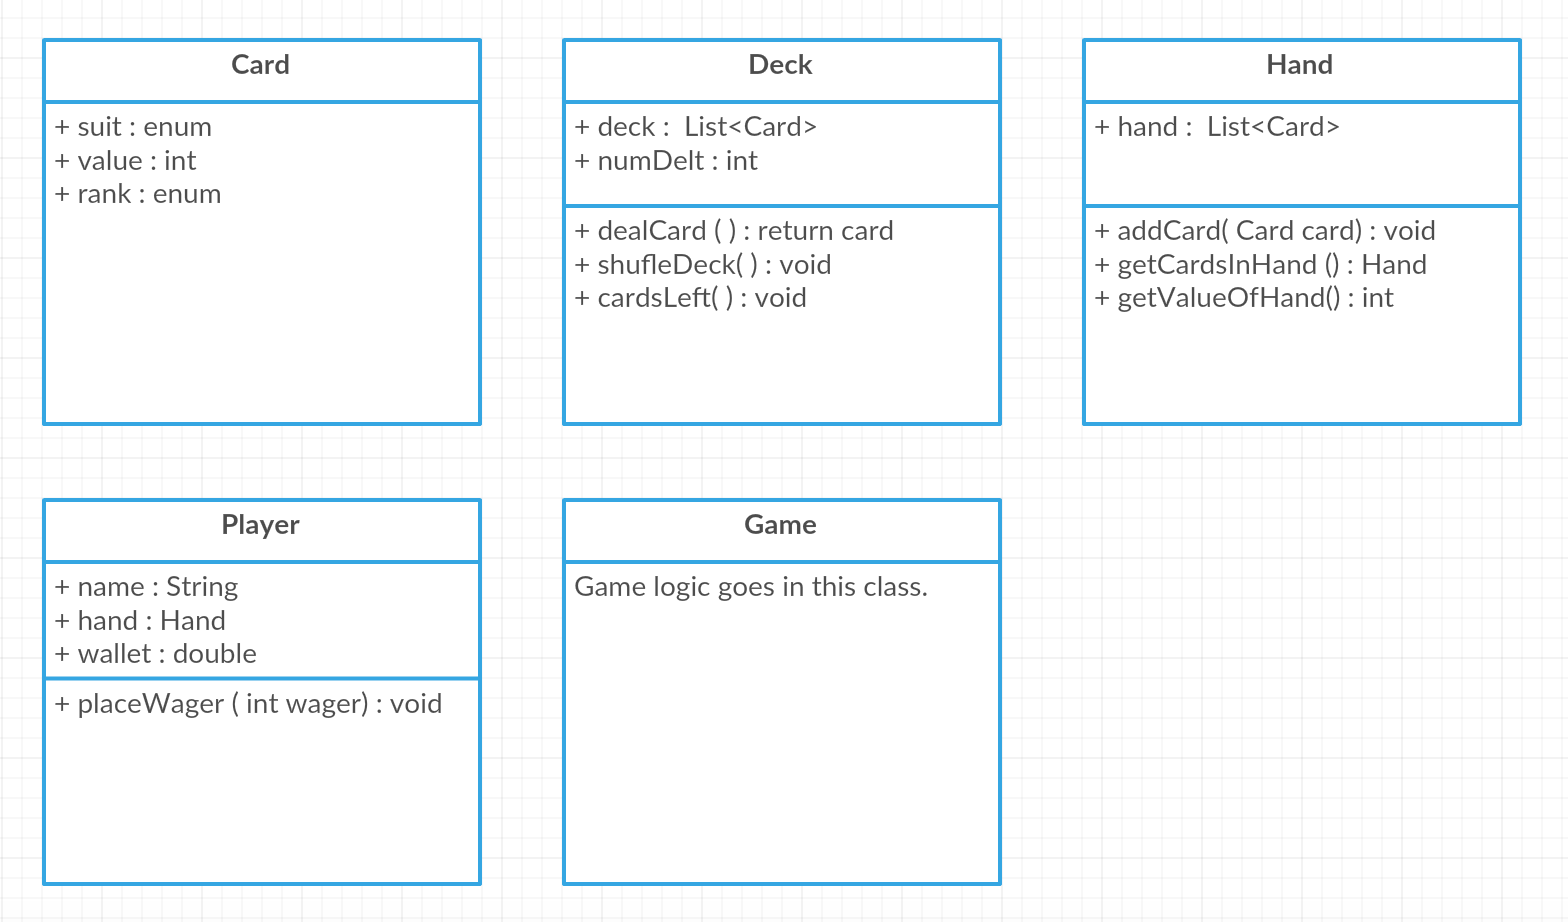 Card
+ suit : enum
+ value : int
+ rank : enum
Deck
+ deck :  List<Card>
+ numDelt : int
+ dealCard ( ) : return card
+ shufleDeck( ) : void
+ cardsLeft( ) : void
Hand
+ hand :  List<Card>
+ addCard( Card card) : void
+ getCardsInHand () : Hand
+ getValueOfHand() : int
Player
+ name : String
+ hand : Hand
+ wallet : double
+ placeWager ( int wager) : void
Game
Game logic goes in this class.